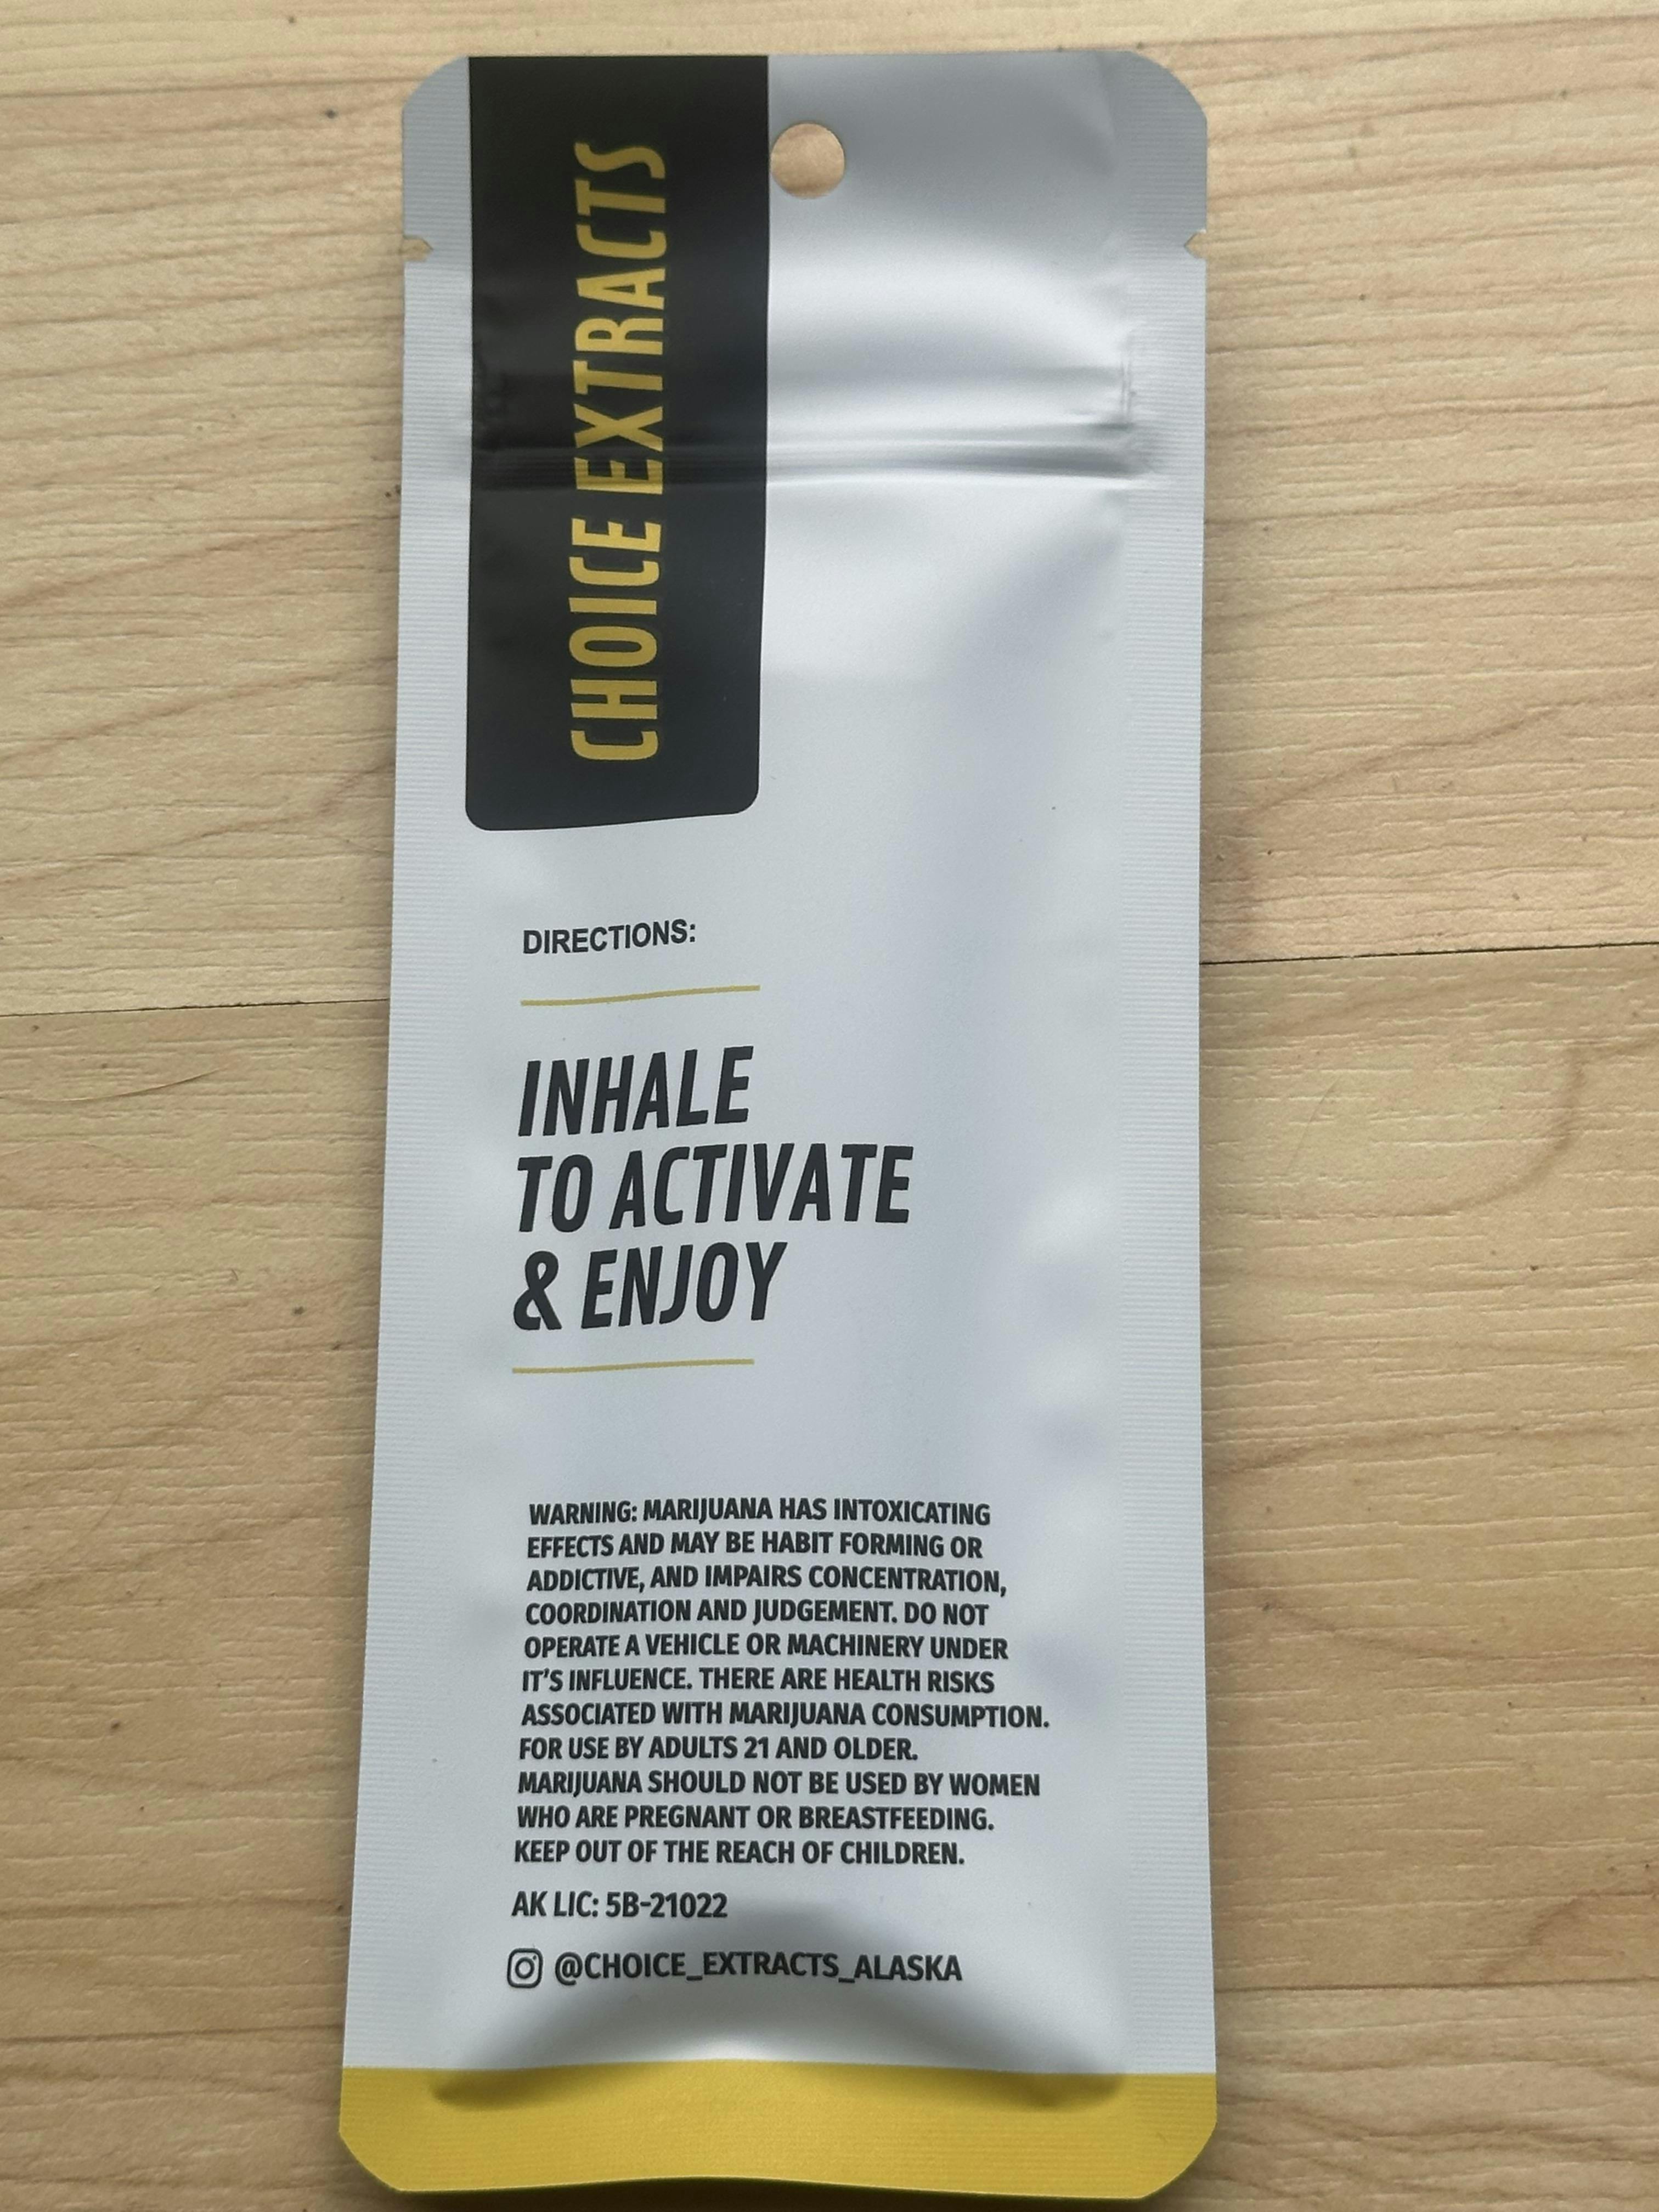 CHOICE EXTRACTS
DIRECTIONS:
INHALE
TO ACTIVATE
& ENJOY
WARNING: MARIJUANA HAS INTOXICATING
EFFECTS AND MAY BE HABIT FORMING OR
ADDICTIVE, AND IMPAIRS CONCENTRATION,
COORDINATION AND JUDGEMENT. DO NOT
OPERATE A VEHICLE OR MACHINERY UNDER
IT'S INFLUENCE. THERE ARE HEALTH RISKS
ASSOCIATED WITH MARIJUANA CONSUMPTION.
FOR USE BY ADULTS 21 AND OLDER.
MARIJUANA SHOULD NOT BE USED BY WOMEN
WHO ARE PREGNANT OR BREASTFEEDING.
KEEP OUT OF THE REACH OF CHILDREN.
AK LIC: 5B-21022
@CHOICE_EXTRACTS_ALASKA